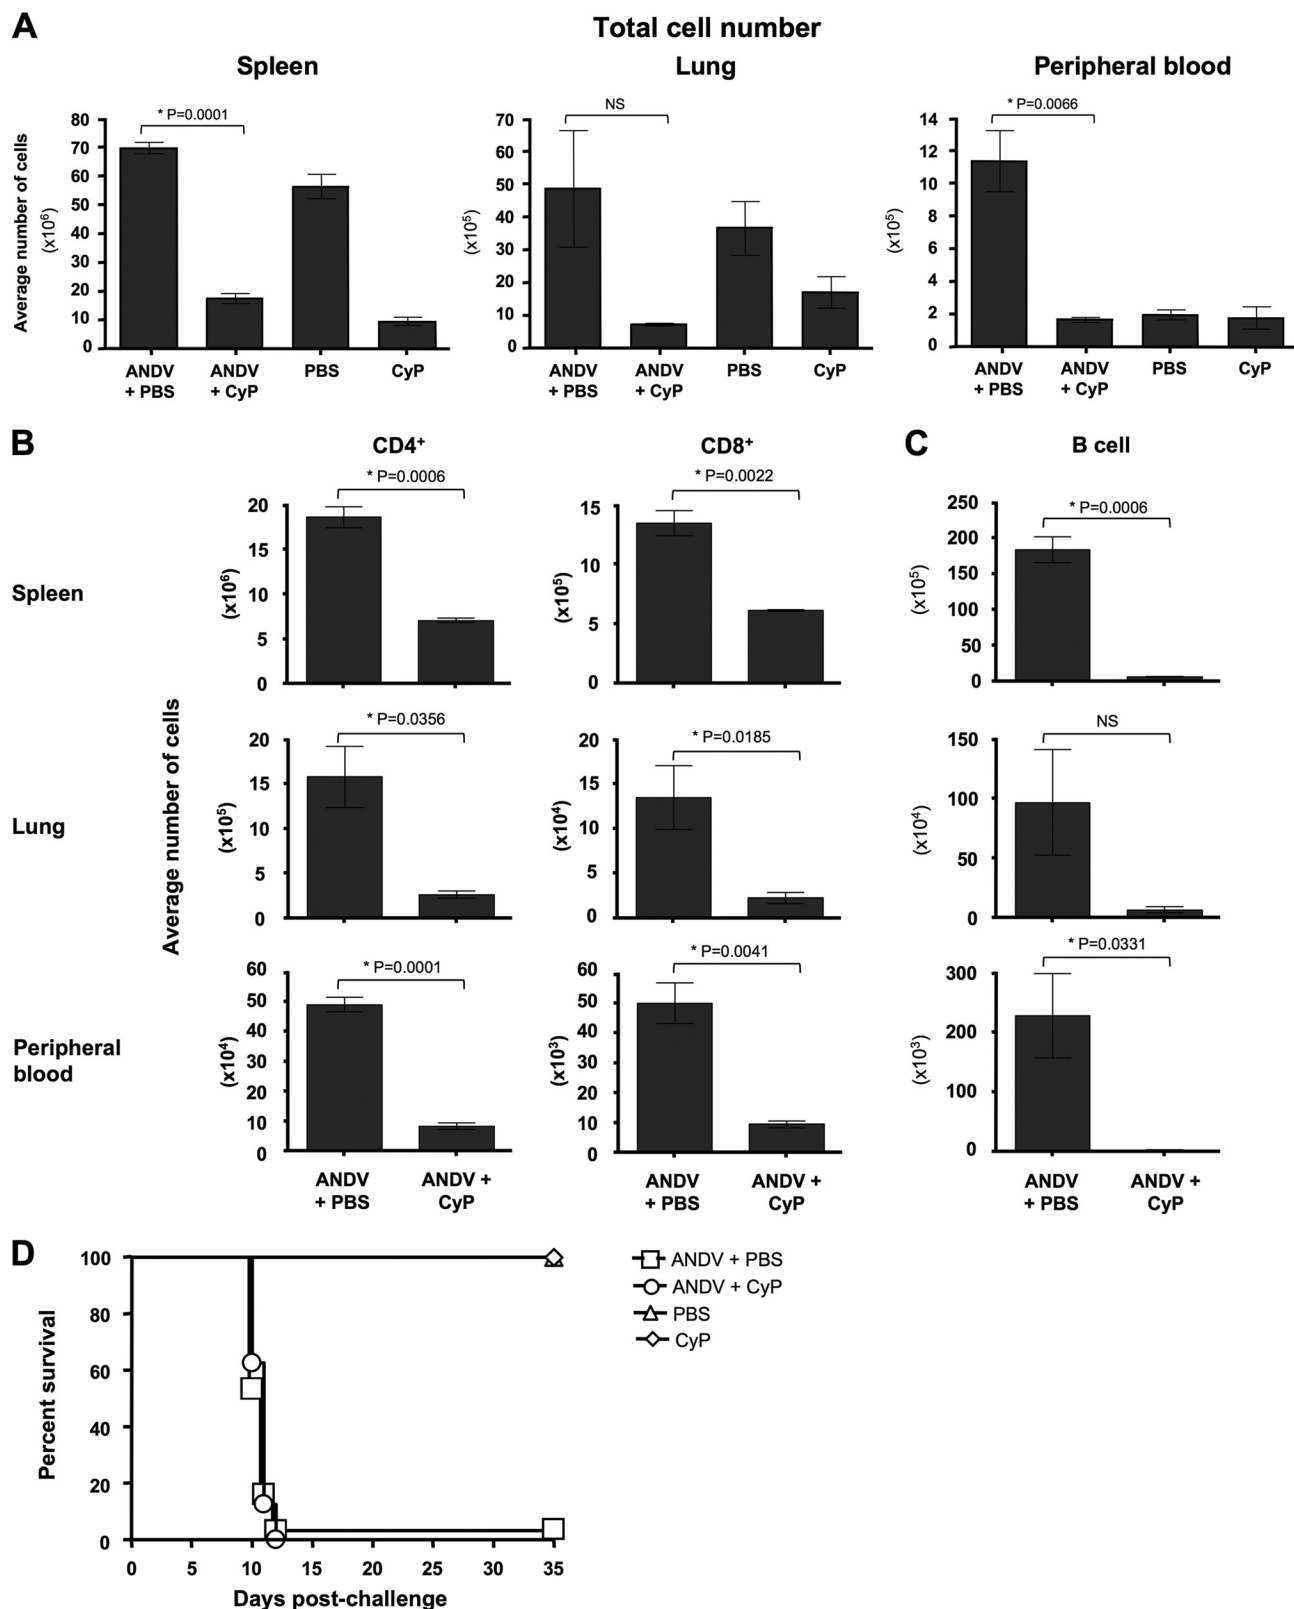 A
Total cell number
Spleen
Lung
Peripheral blood
* P=0.0001
NS
* P=0.0066
Average number of cells
(x10⁶)
80
70
60
50
40
30
20
10
0
(x10⁵)
70
60
50
40
30
20
10
0
(x10⁵)
14
12
10
8
6
4
2
0
ANDV
+ PBS
ANDV
+ CyP
PBS
CyP
ANDV
+ PBS
ANDV
+ CyP
PBS
CyP
ANDV
+ PBS
ANDV
+ CyP
PBS
CyP
B
CD4⁺
CD8⁺
C
B cell
Average number of cells
Spleen
* P=0.0006
(x10⁶)
20
15
10
5
0
* P=0.0022
(x10⁵)
15
10
5
0
* P=0.0006
(x10⁵)
250
200
150
100
50
0
Lung
* P=0.0356
(x10⁵)
20
15
10
5
0
* P=0.0185
(x10⁴)
20
15
10
5
0
NS
(x10⁴)
150
100
50
0
Peripheral
blood
* P=0.0001
(x10⁴)
60
50
40
30
20
10
0
* P=0.0041
(x10³)
60
50
40
30
20
10
0
* P=0.0331
(x10³)
300
200
100
0
ANDV
+ PBS
ANDV +
CyP
ANDV
+ PBS
ANDV +
CyP
ANDV
+ PBS
ANDV +
CyP
D
Percent survival
100
80
60
40
20
0
0 5 10 15 20 25 30 35
Days post-challenge
ANDV + PBS
ANDV + CyP
PBS
CyP